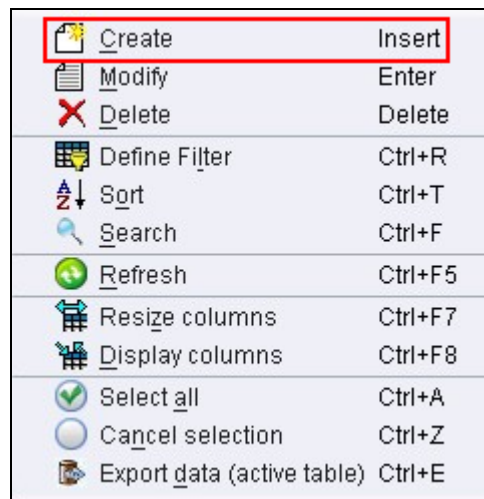 Create Insert
Modify Enter
Delete Delete
Define Filter Ctrl+R
Sort Ctrl+T
Search Ctrl+F
Refresh Ctrl+F5
Resize columns Ctrl+F7
Display columns Ctrl+F8
Select all Ctrl+A
Cancel selection Ctrl+Z
Export data (active table) Ctrl+E